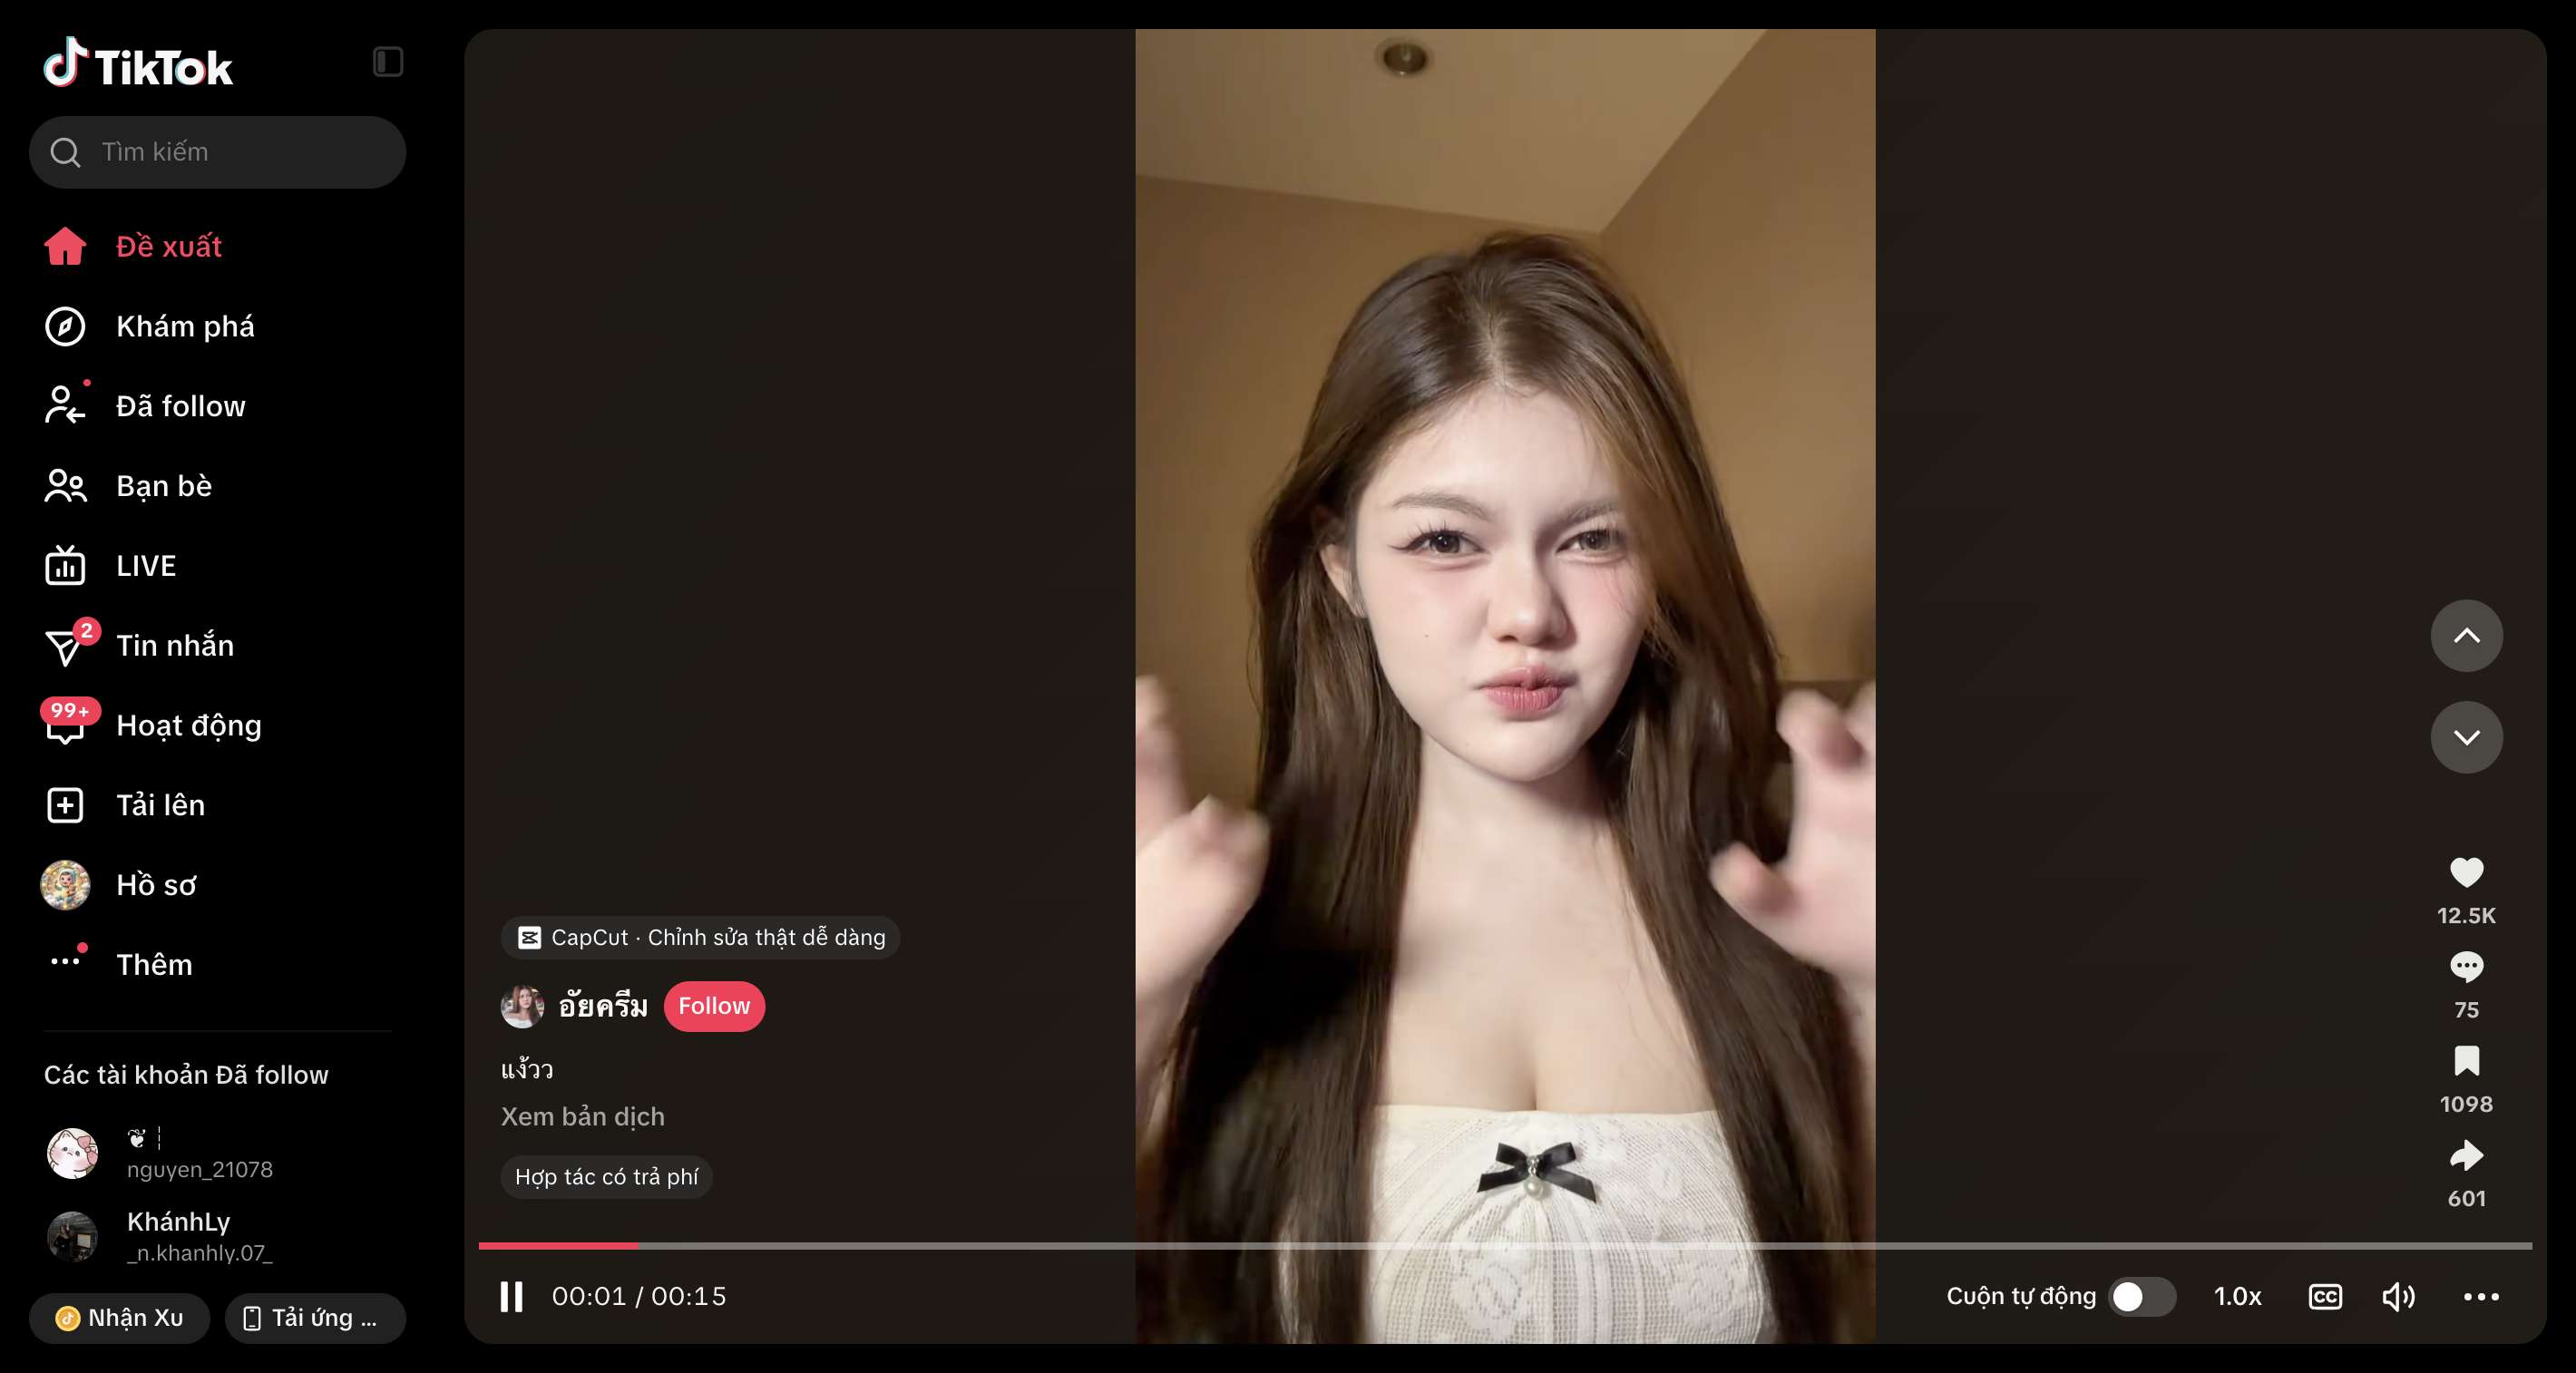 TikTok
Tìm kiếm
Đề xuất
Khám phá
Đã follow
Bạn bè
LIVE
2
Tin nhắn
99+
Hoạt động
Tải lên
Hồ sơ
Thêm
Các tài khoản Đã follow
nguyen_21078
KhánhLy
_n.khanhly.07_
Nhận Xu
Tải ứng ...
CapCut · Chỉnh sửa thật dễ dàng
อัยครีม
Follow
แง้วว
Xem bản dịch
Hợp tác có trả phí
00:01 / 00:15
12.5K
75
1098
601
Cuộn tự động
1.0x
CC